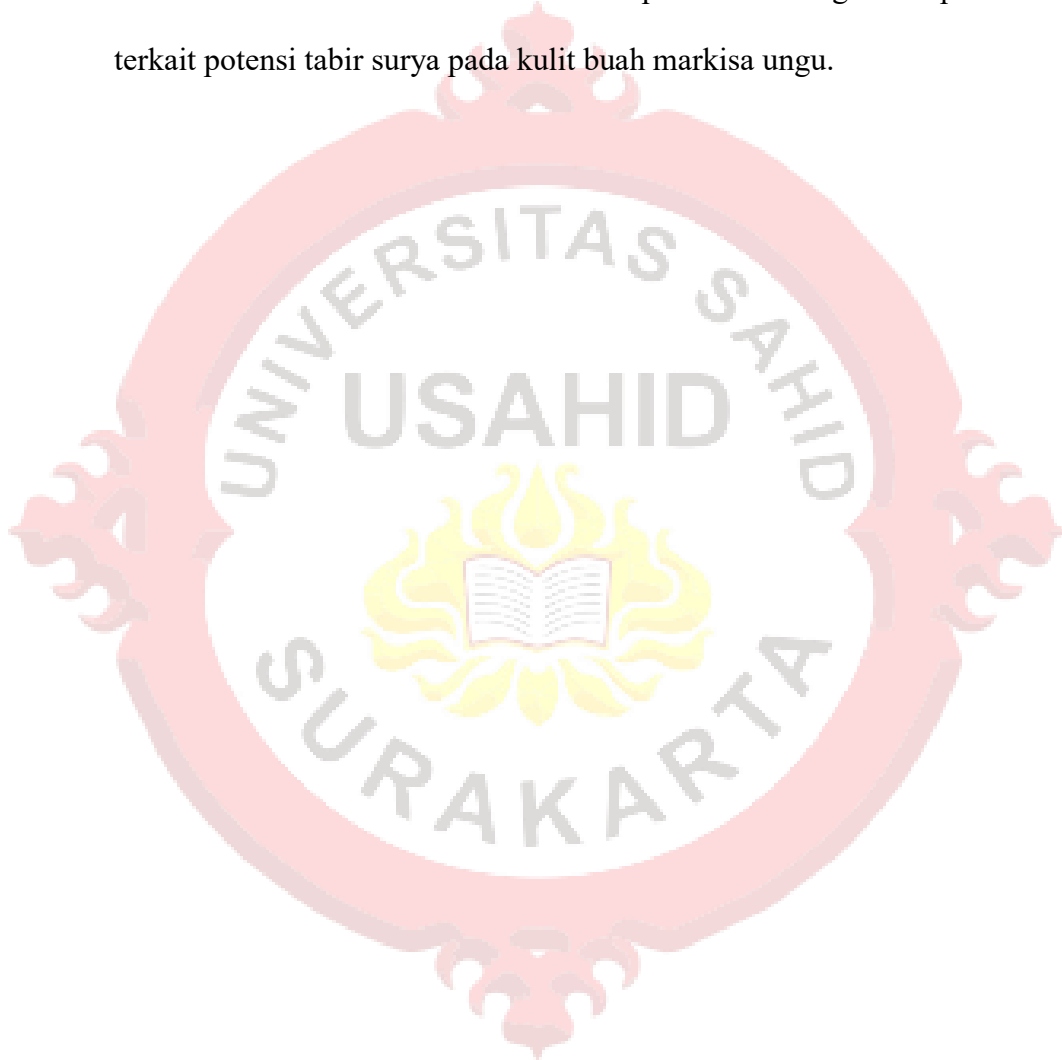 terkait potensi tabir surya pada kulit buah markisa ungu.
UNIVERSITAS SAHID
USAHID
SURAKARTA